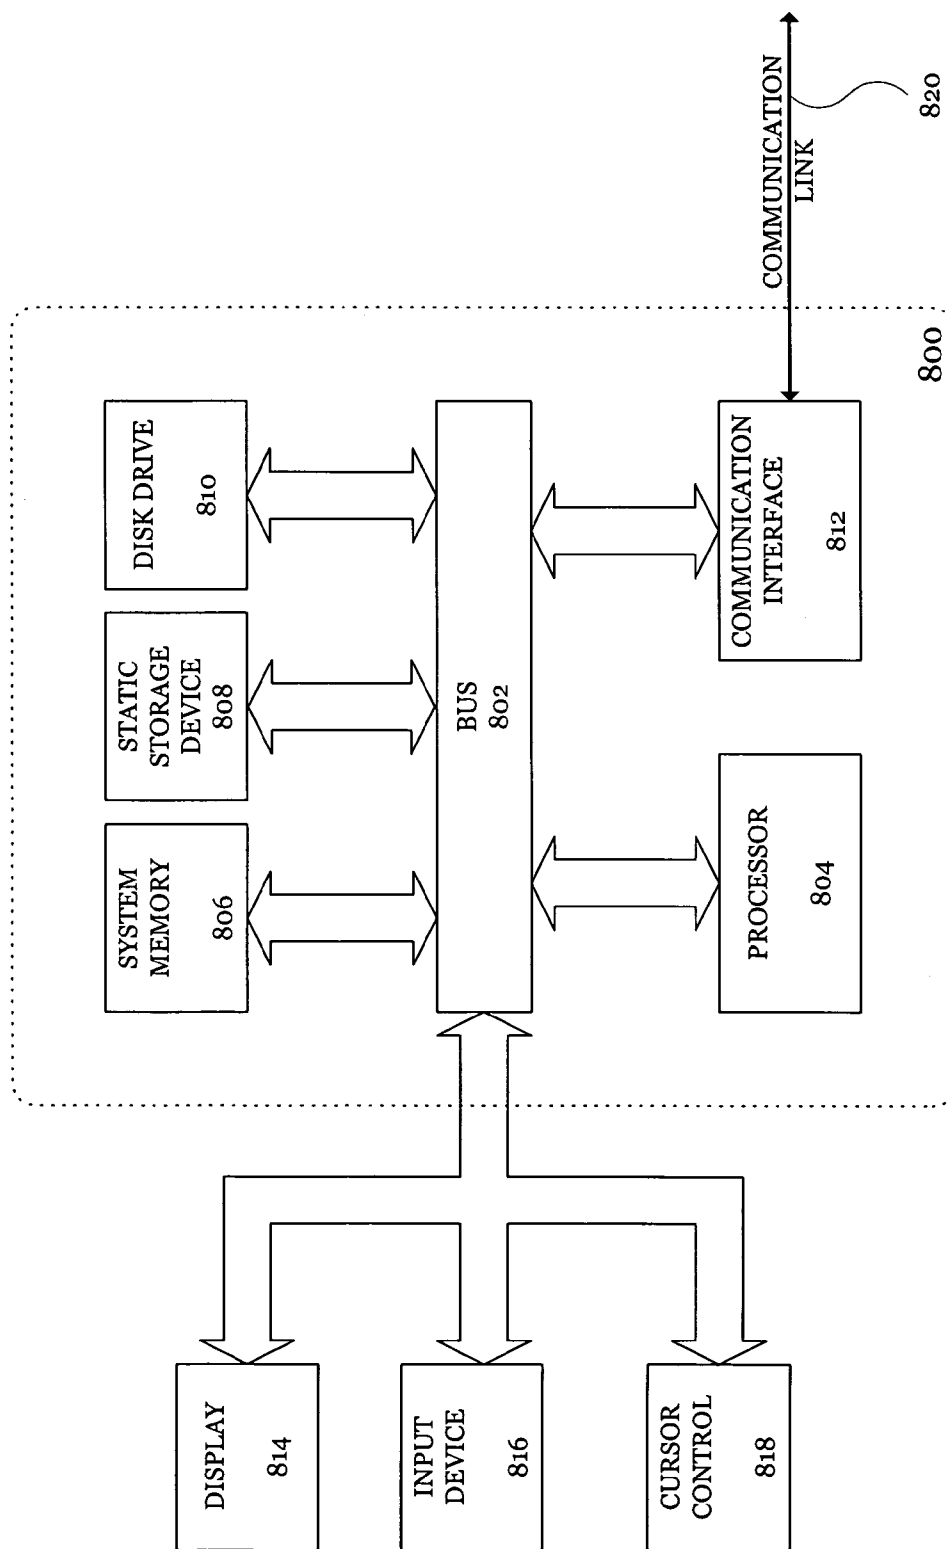 DISPLAY
814
INPUT
DEVICE
816
CURSOR
CONTROL
818
SYSTEM
MEMORY
806
STATIC
STORAGE
DEVICE
808
DISK DRIVE
810
BUS
802
PROCESSOR
804
COMMUNICATION
INTERFACE
812
800
COMMUNICATION
LINK
820